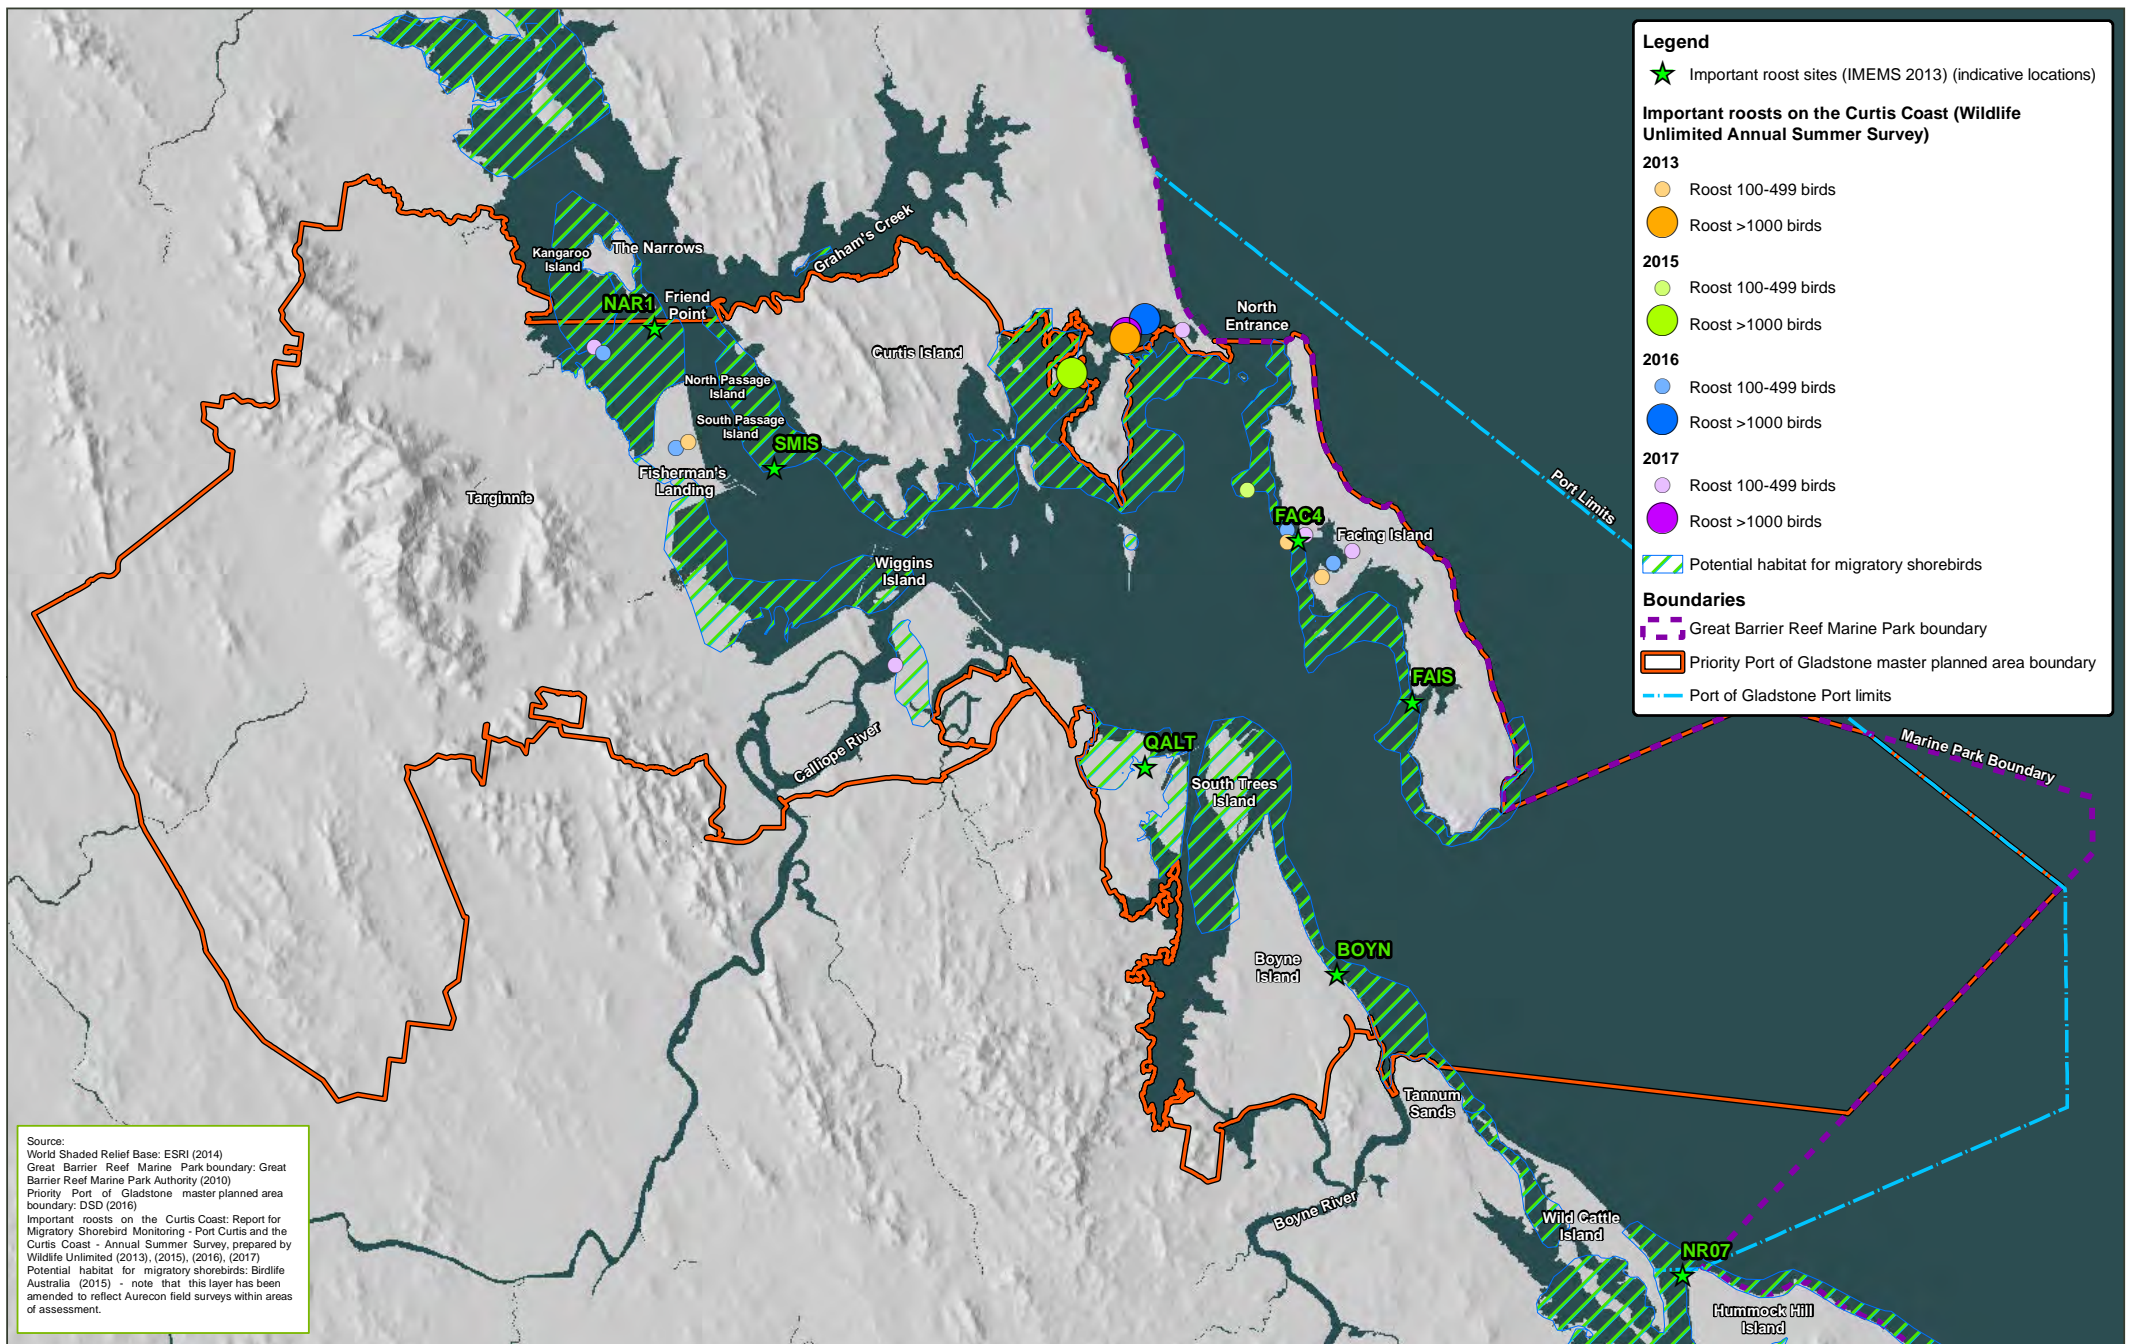 Legend
Important roost sites (IMEMS 2013) (indicative locations)
Important roosts on the Curtis Coast (Wildlife
Unlimited Annual Summer Survey)
2013
Roost 100-499 birds
Roost >1000 birds
2015
Roost 100-499 birds
Roost >1000 birds
2016
Roost 100-499 birds
Roost >1000 birds
2017
Roost 100-499 birds
Roost >1000 birds
Potential habitat for migratory shorebirds
Boundaries
Great Barrier Reef Marine Park boundary
Priority Port of Gladstone master planned area boundary
Port of Gladstone Port limits
Graham's Creek
The Narrows
Kangaroo
Island
NAR1
Friend
Point
North
Entrance
Curtis Island
North Passage
Island
South Passage
Island
SMIS
Fisherman's
Landing
Targinnie
Port Limits
FAC4
Facing Island
Wiggins
Island
FAIS
Calliope River
QALT
South Trees
Island
Marine Park Boundary
BOYN
Boyne
Island
Tannum
Sands
Boyne River
Wild Cattle
Island
NR07
Hummock Hill
Island
Source:
World Shaded Relief Base: ESRI (2014)
Great Barrier Reef Marine Park boundary: Great
Barrier Reef Marine Park Authority (2010)
Priority Port of Gladstone master planned area
boundary: DSD (2016)
Important roosts on the Curtis Coast: Report for
Migratory Shorebird Monitoring - Port Curtis and the
Curtis Coast - Annual Summer Survey, prepared by
Wildlife Unlimited (2013), (2015), (2016), (2017)
Potential habitat for migratory shorebirds: Birdlife
Australia (2015) - note that this layer has been
amended to reflect Aurecon field surveys within areas
of assessment.